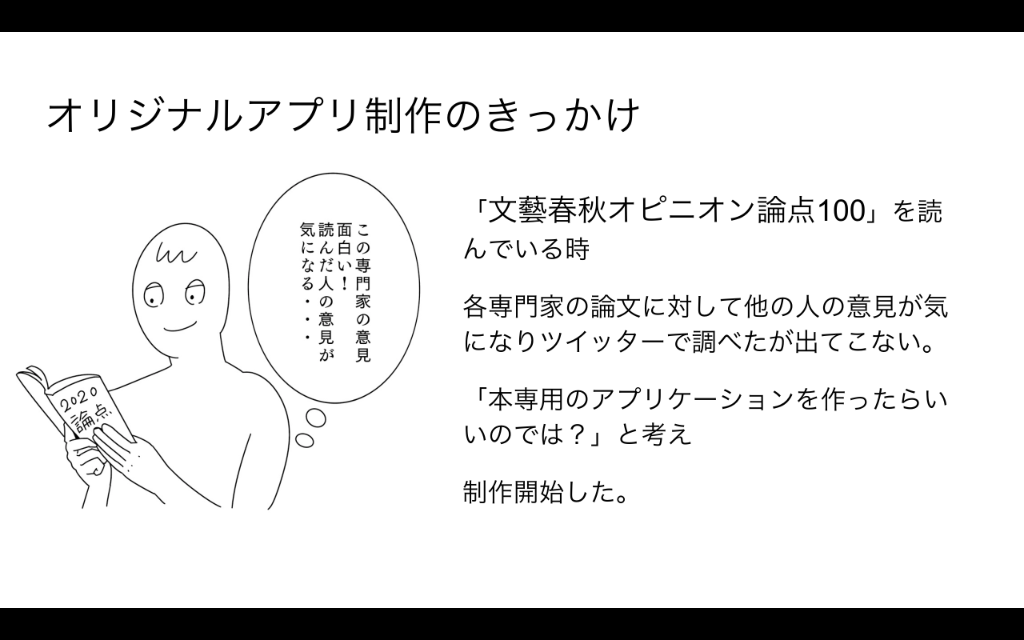 オリジナルアプリ制作のきっかけ
この専門家の意見
面白い！
読んだ人の意見が
気になる・・・
2020
論点
「文藝春秋オピニオン論点100」を読
んでいる時
各専門家の論文に対して他の人の意見が気
になりツイッターで調べたが出てこない。
「本専用のアプリケーションを作ったらい
いのでは？」と考え
制作開始した。